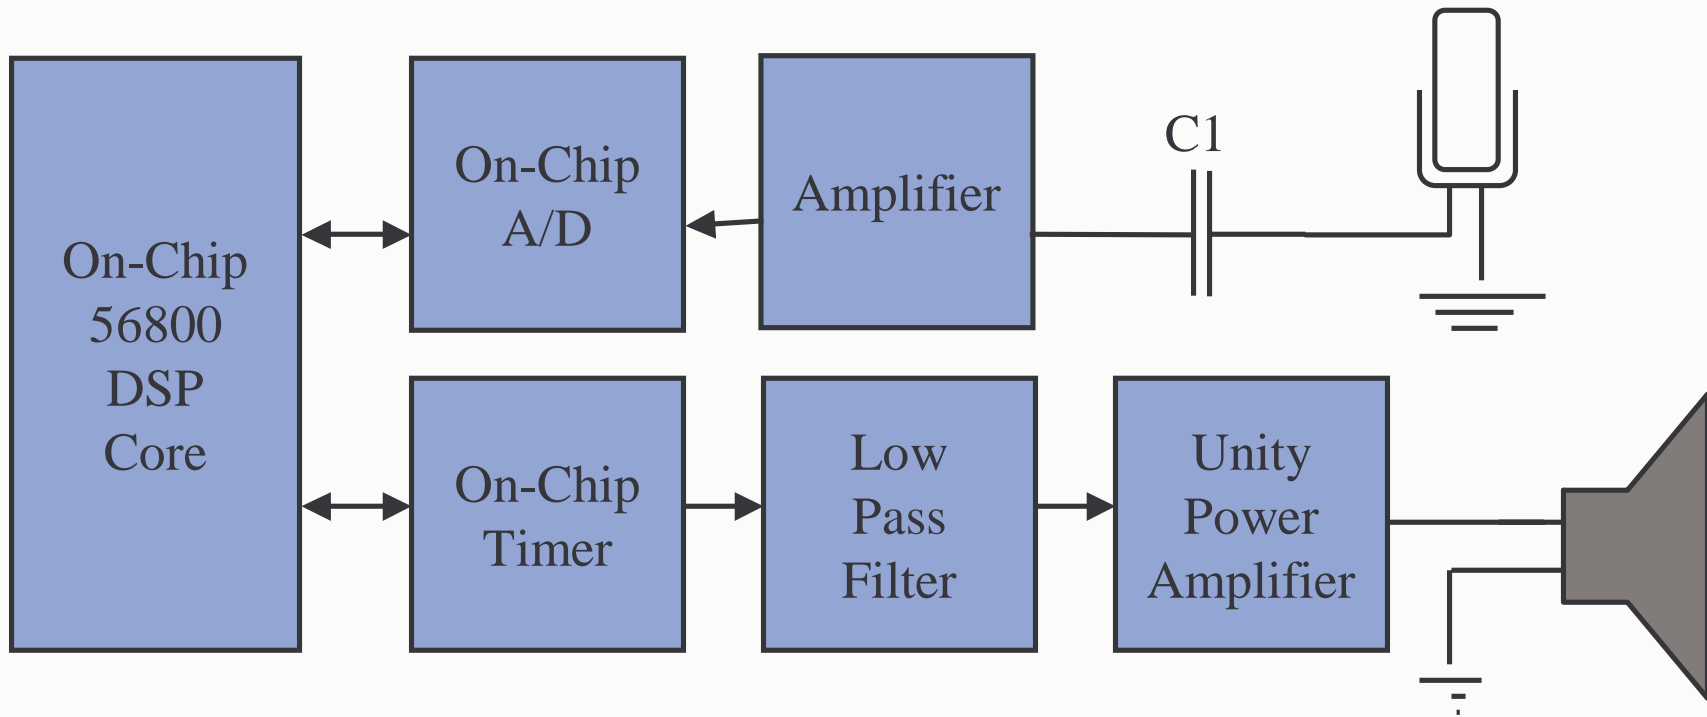 On-Chip
56800
DSP
Core
On-Chip
A/D
Amplifier
C1
On-Chip
Timer
Low
Pass
Filter
Unity
Power
Amplifier